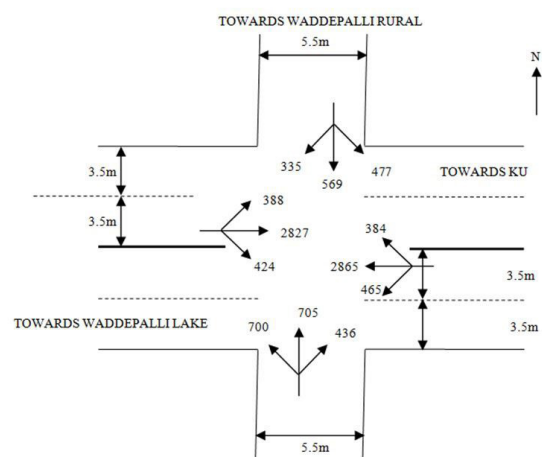 TOWARDS WADDEPALLI RURAL
5.5m
N
3.5m
335
477
TOWARDS KU
569
388
3.5m
2827
384
424
2865
3.5m
465
705
TOWARDS WADDEPALLI LAKE
700
436
3.5m
5.5m